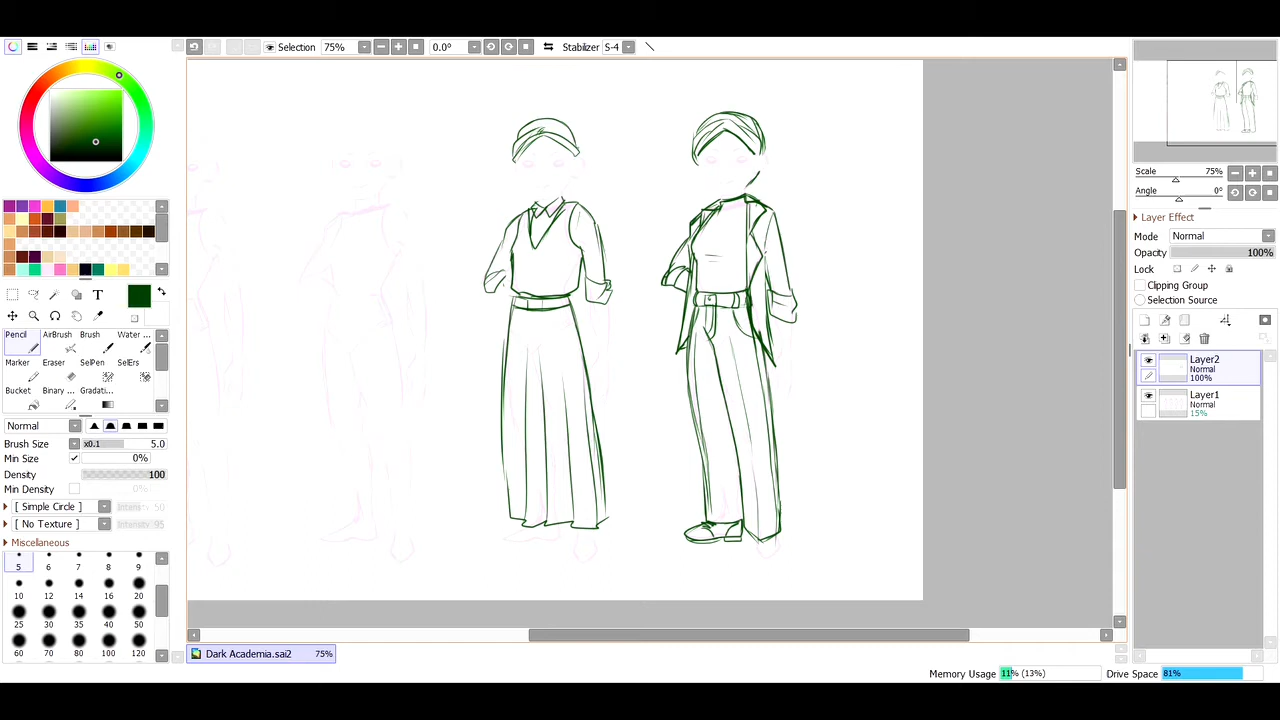 Selection 75% 0.0° Stabilizer S-4
Scale 75%
Angle 0°
Layer Effect
Mode Normal
Opacity 100%
Lock
Clipping Group
Selection Source
T
Pencil AirBrush Brush Water ...
Marker Eraser SelPen SelErs
Bucket Binary ... Gradati...
Layer2
Normal
100%
Layer1
Normal
15%
Normal
Brush Size x0.1 5.0
Min Size 0%
Density 100
Min Density 0%
[ Simple Circle ] Intensity 50
[ No Texture ] Intensity 95
Miscellaneous
5 6 7 8 9
10 12 14 16 20
25 30 35 40 50
60 70 80 100 120
Dark Academia.sai2 75%
Memory Usage 11% (13%) Drive Space 81%